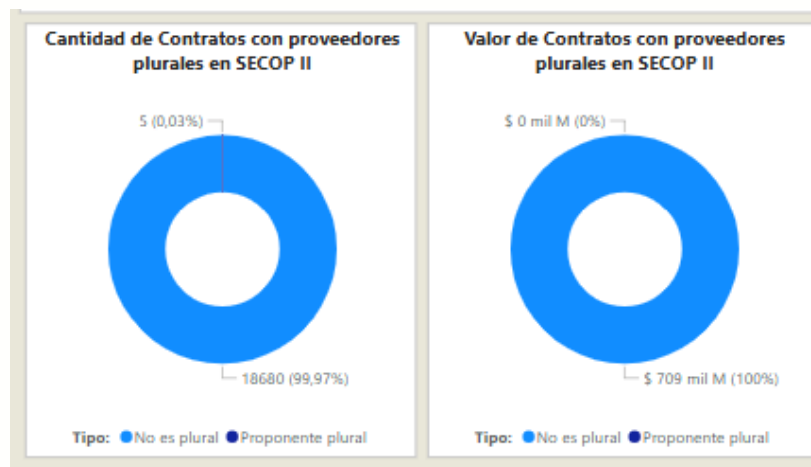 Cantidad de Contratos con proveedores
plurales en SECOP II
5 (0,03%)
18680 (99,97%)
Tipo: No es plural Proponente plural
Valor de Contratos con proveedores
plurales en SECOP II
$ 0 mil M (0%)
$ 709 mil M (100%)
Tipo: No es plural Proponente plural